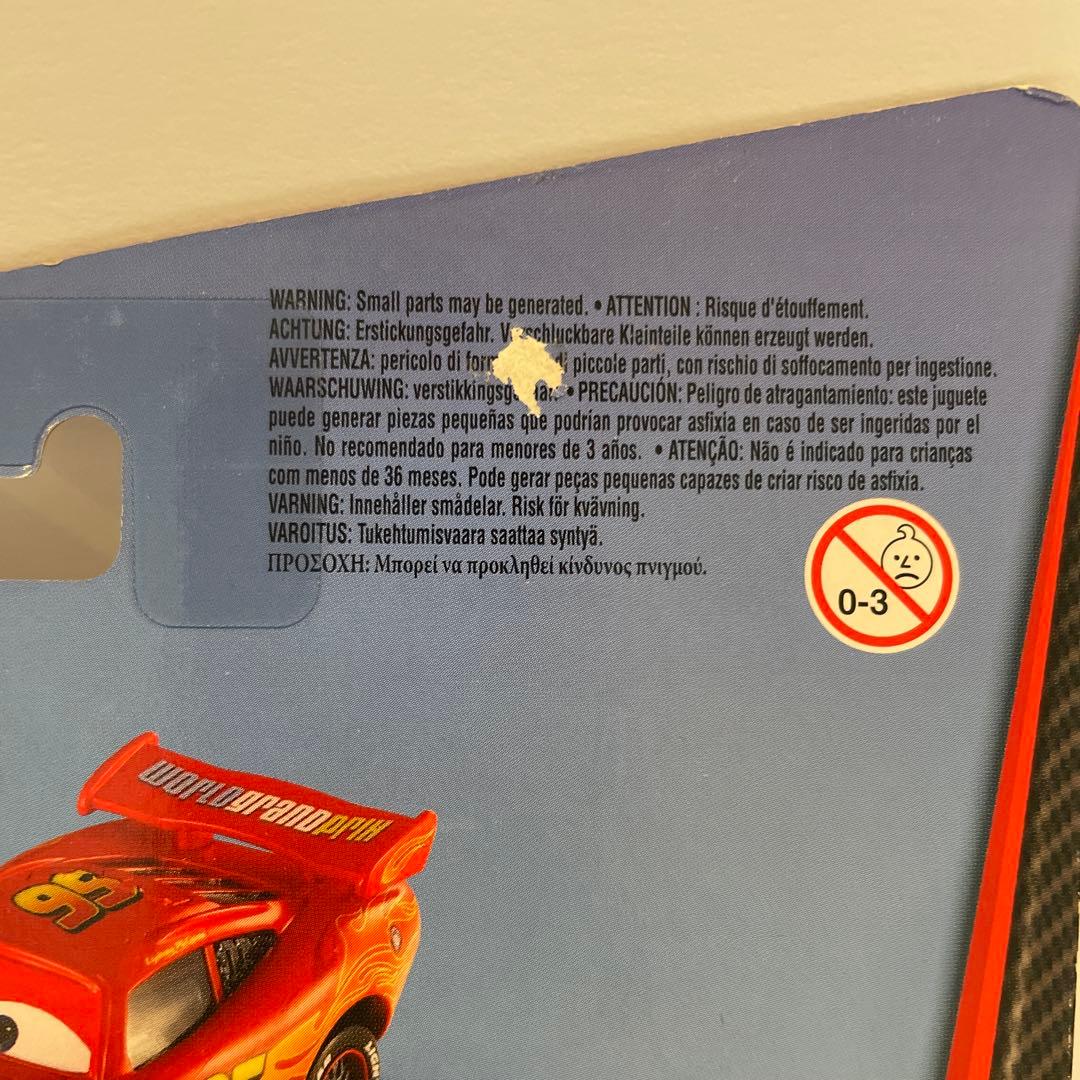 WARNING: Small parts may be generated. • ATTENTION : Risque d'étouffement.
ACHTUNG: Erstickungsgefahr. Kleinteile können erzeugt werden.
AVVERTENZA: pericolo di piccole parti, con rischio di soffocamento per ingestione.
WAARSCHUWING: • PRECAUCIÓN: Peligro de atragantamiento: este juguete
puede generar piezas pequeñas que podrían provocar asfixia en caso de ser ingeridas por el
niño. No recomendado para menores de 3 años. • ATENÇÃO: Não é indicado para crianças
com menos de 36 meses. Pode gerar peças pequenas capazes de criar risco de asfixia.
VARNING: Innehåller smådelar. Risk för kvävning.
VAROITUS: Tukehtumisvaara saattaa syntyä.
ΠΡΟΣΟΧΗ: Μπορεί να προκληθεί κίνδυνος πνιγμού.
0-3
WORLDGRANDPRIX
95